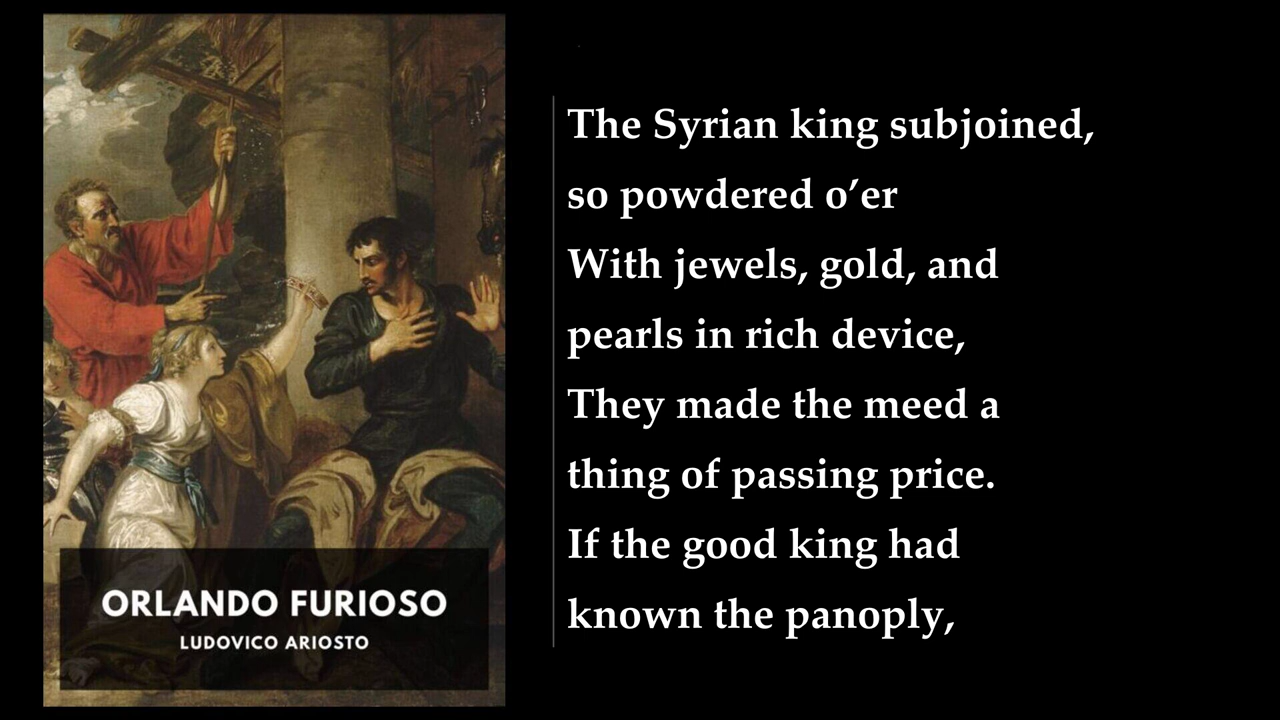 ORLANDO FURIOSO
LUDOVICO ARIOSTO
The Syrian king subjoined,
so powdered o’er
With jewels, gold, and
pearls in rich device,
They made the meed a
thing of passing price.
If the good king had
known the panoply,